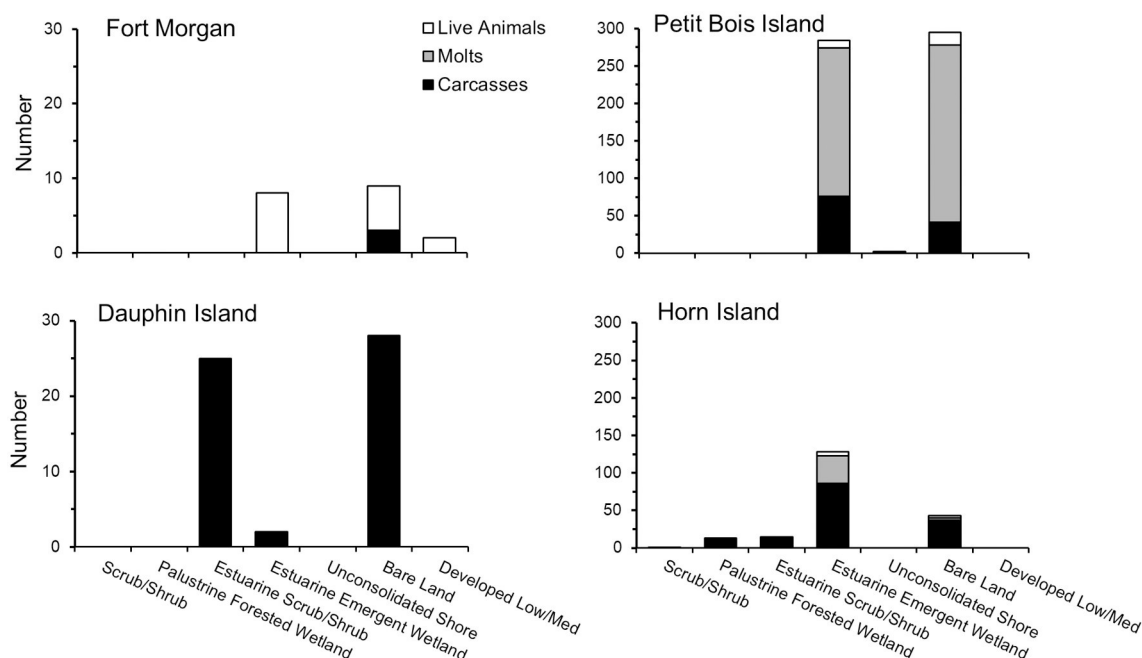 Fort Morgan
Live Animals
Molts
Carcasses
Number
30
20
10
0
Petit Bois Island
300
250
200
150
100
50
0
Dauphin Island
Number
30
20
10
0
Scrub/Shrub
Palustrine Forested Wetland
Estuarine Scrub/Shrub
Estuarine Emergent Wetland
Unconsolidated Shore
Bare Land
Developed Low/Med
Horn Island
300
250
200
150
100
50
0
Scrub/Shrub
Palustrine Forested Wetland
Estuarine Scrub/Shrub
Estuarine Emergent Wetland
Unconsolidated Shore
Bare Land
Developed Low/Med